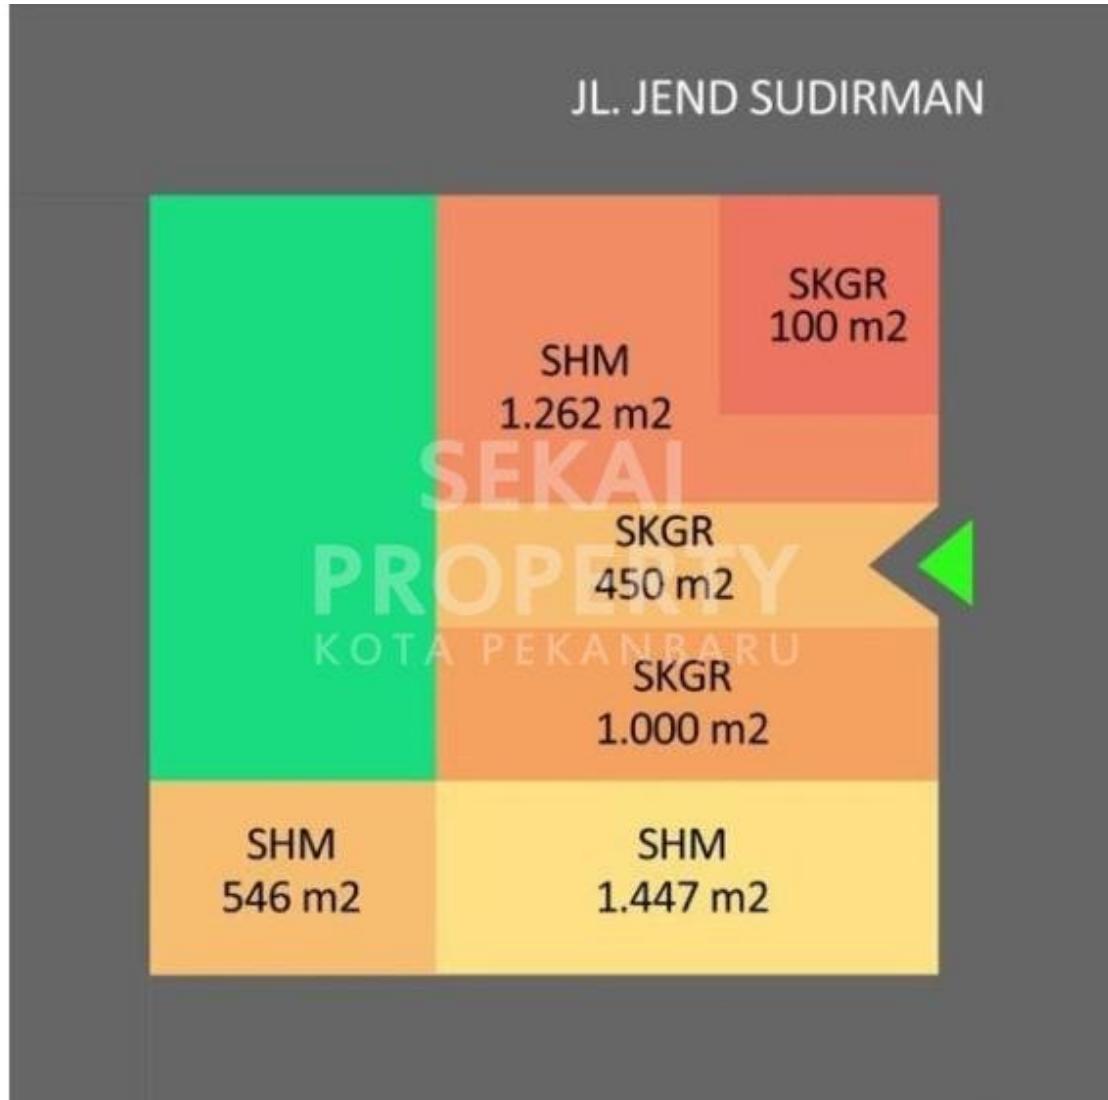 JL. JEND SUDIRMAN
SKGR
100 m2
SHM
1.262 m2
SEKAI
PROPERTY
KOTA PEKANBARU
SKGR
450 m2
SKGR
1.000 m2
SHM
546 m2
SHM
1.447 m2